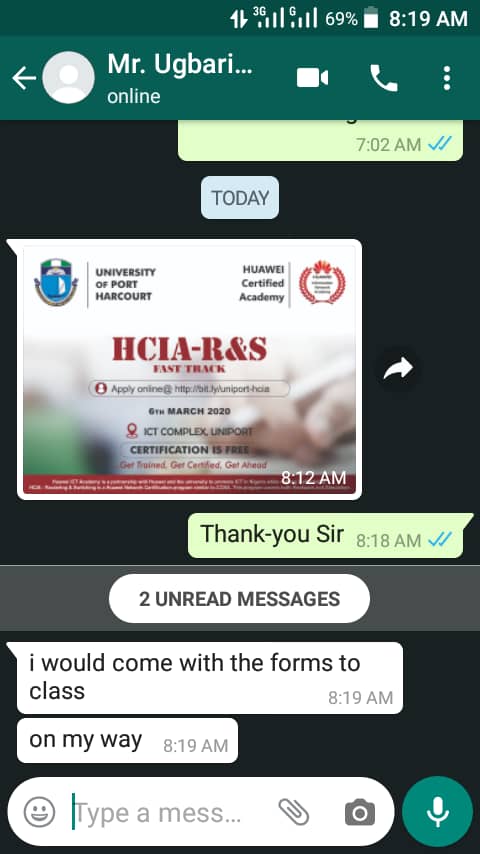 3G G 69% 8:19 AM
Mr. Ugbari...
online
7:02 AM
TODAY
UNIVERSITY
OF PORT
HARCOURT
HUAWEI
Certified
Academy
HCIA-R&S
FAST TRACK
Apply online@ http://bit.ly/uniport-hcia
6TH MARCH 2020
ICT COMPLEX, UNIPORT
CERTIFICATION IS FREE
Get Trained, Get Certified, Get Ahead
8:12 AM
Thank-you Sir 8:18 AM
2 UNREAD MESSAGES
i would come with the forms to
class
8:19 AM
on my way 8:19 AM
Type a mess...